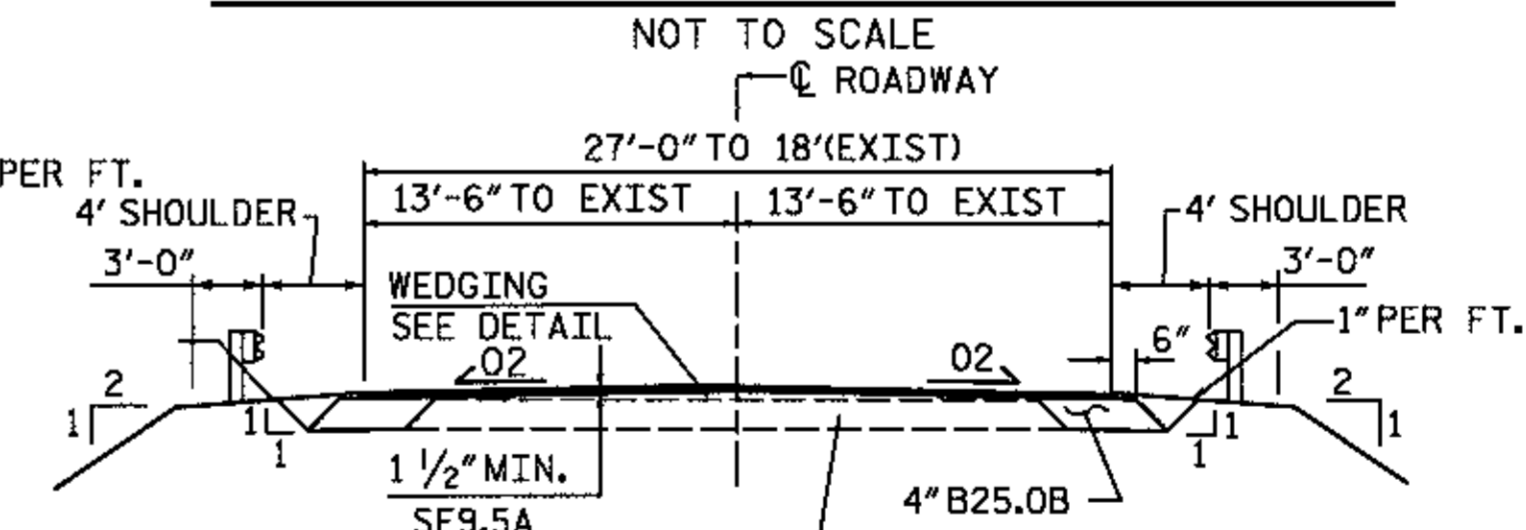 NOT TO SCALE
℄ ROADWAY
27'-0" TO 18'(EXIST)
PER FT.
13'-6" TO EXIST
13'-6" TO EXIST
4' SHOULDER
4' SHOULDER
3'-0"
3'-0"
WEDGING
SEE DETAIL
1" PER FT.
6"
02
02
2
1
2
1
1
1
1
1
1 1/2" MIN.
4" B25.0B
SF9.5A